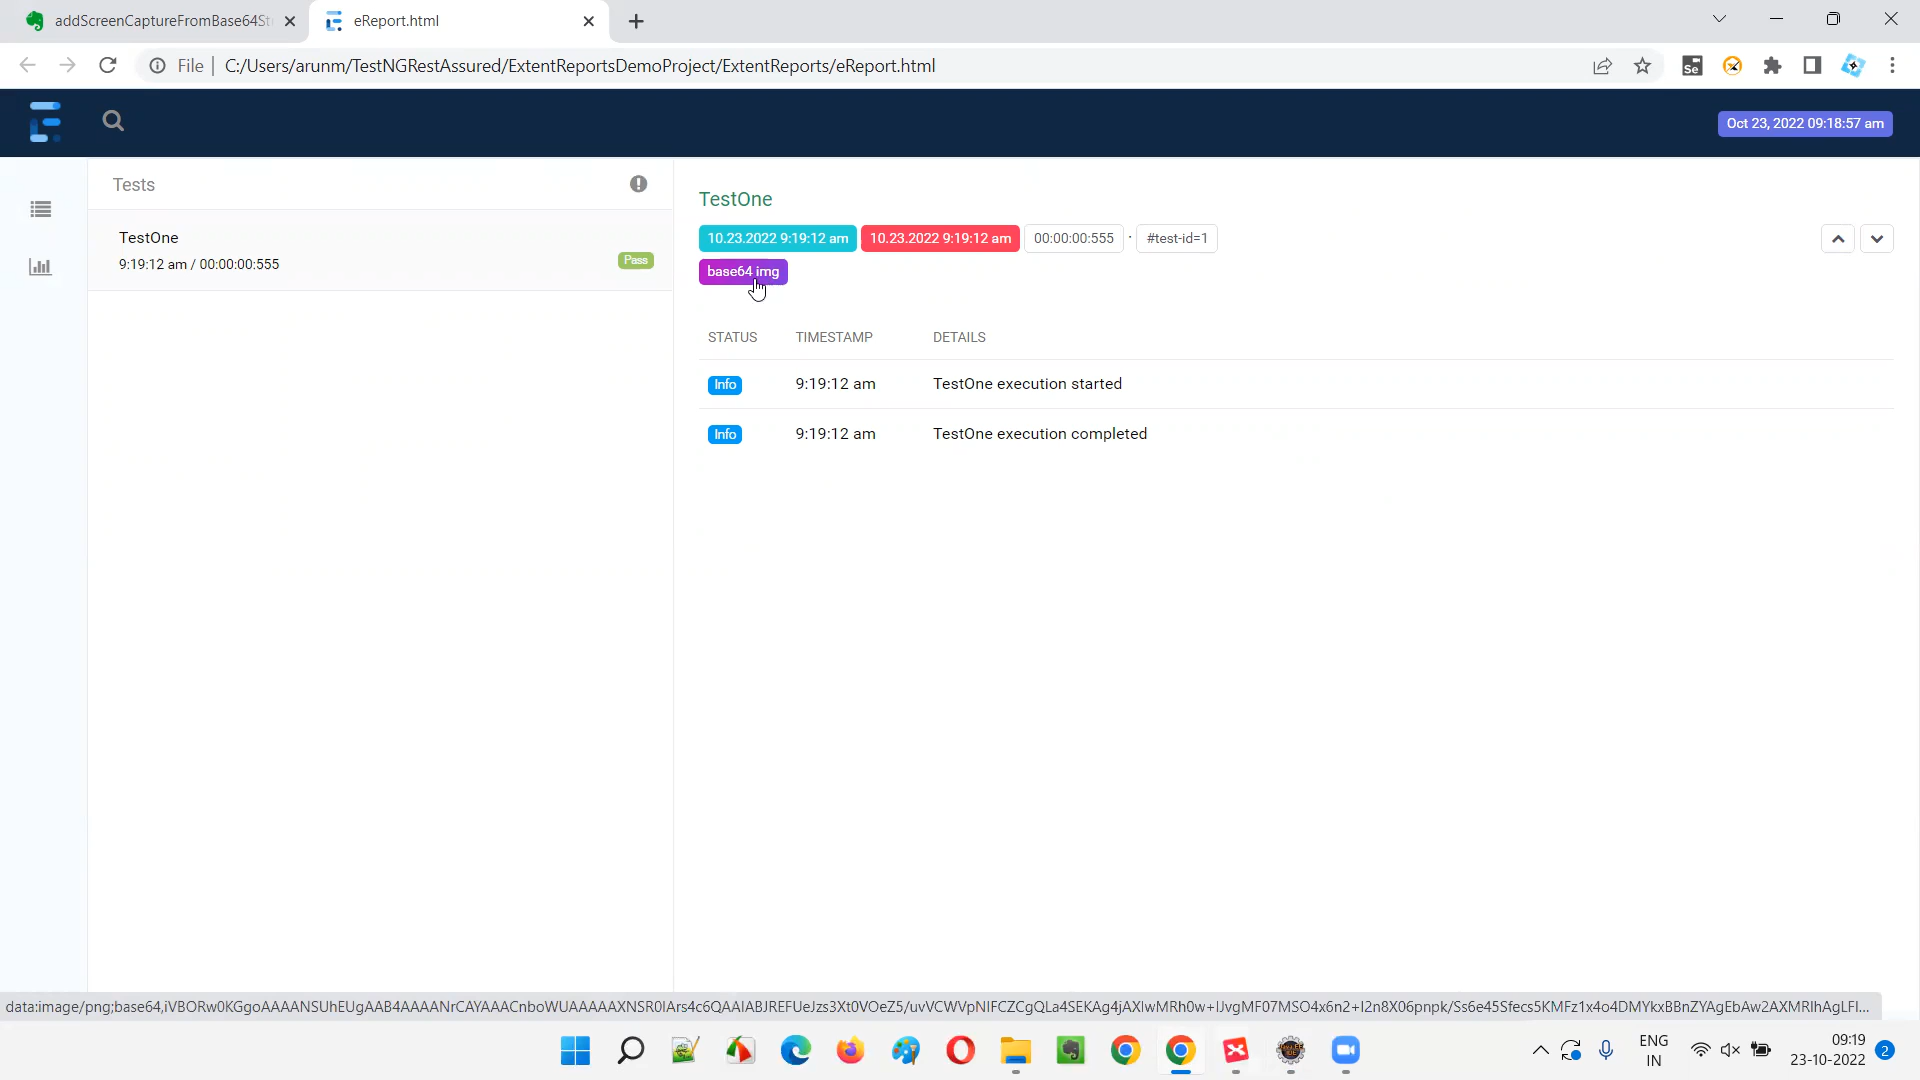 addScreenCaptureFromBase64St
eReport.html
File
C:/Users/arunm/TestNGRestAssured/ExtentReportsDemoProject/ExtentReports/eReport.html
Se
Oct 23, 2022 09:18:57 am
Tests
TestOne
9:19:12 am / 00:00:00:555
Pass
TestOne
10.23.2022 9:19:12 am
10.23.2022 9:19:12 am
00:00:00:555
·
#test-id=1
base64 img
STATUS TIMESTAMP DETAILS
Info 9:19:12 am TestOne execution started
Info 9:19:12 am TestOne execution completed
ENG
IN
09:19
23-10-2022
2